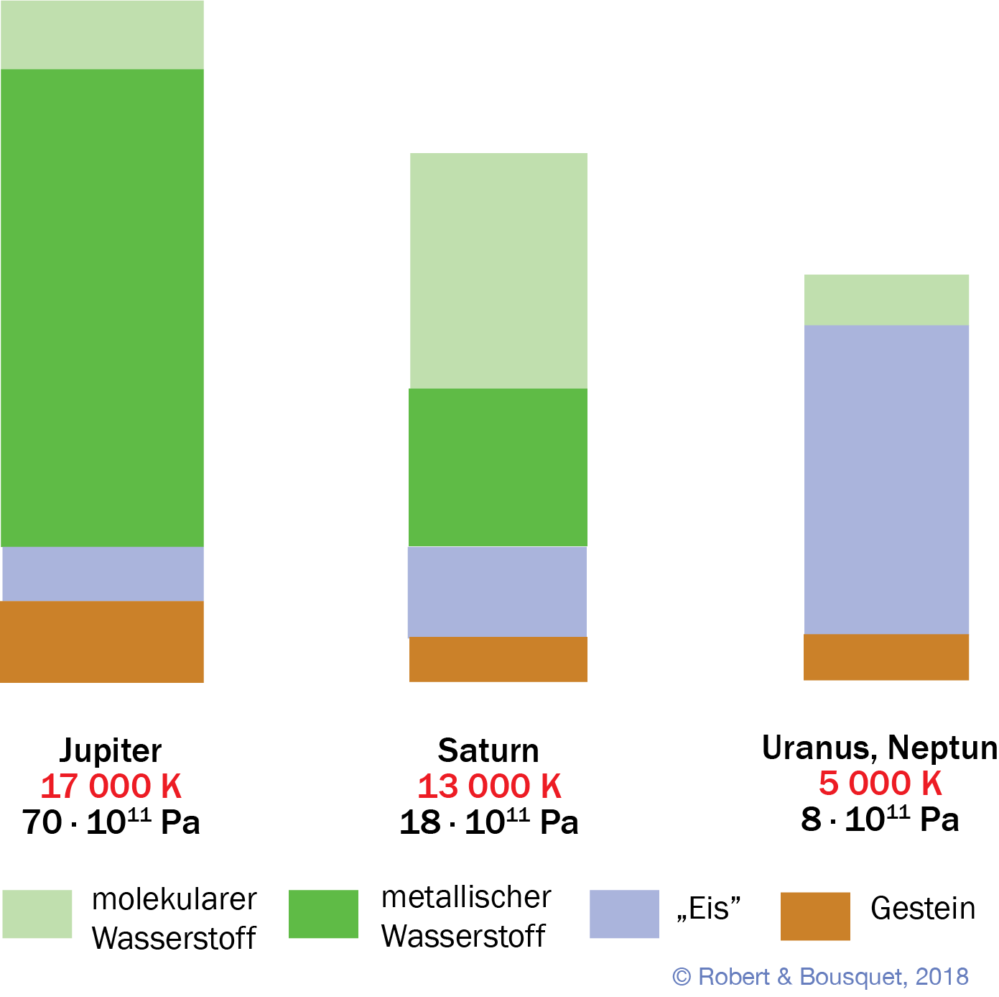 Jupiter
17 000 K
70 · 10¹¹ Pa
Saturn
13 000 K
18 · 10¹¹ Pa
Uranus, Neptun
5 000 K
8 · 10¹¹ Pa
molekularer
Wasserstoff
metallischer
Wasserstoff
„Eis”
Gestein
© Robert & Bousquet, 2018